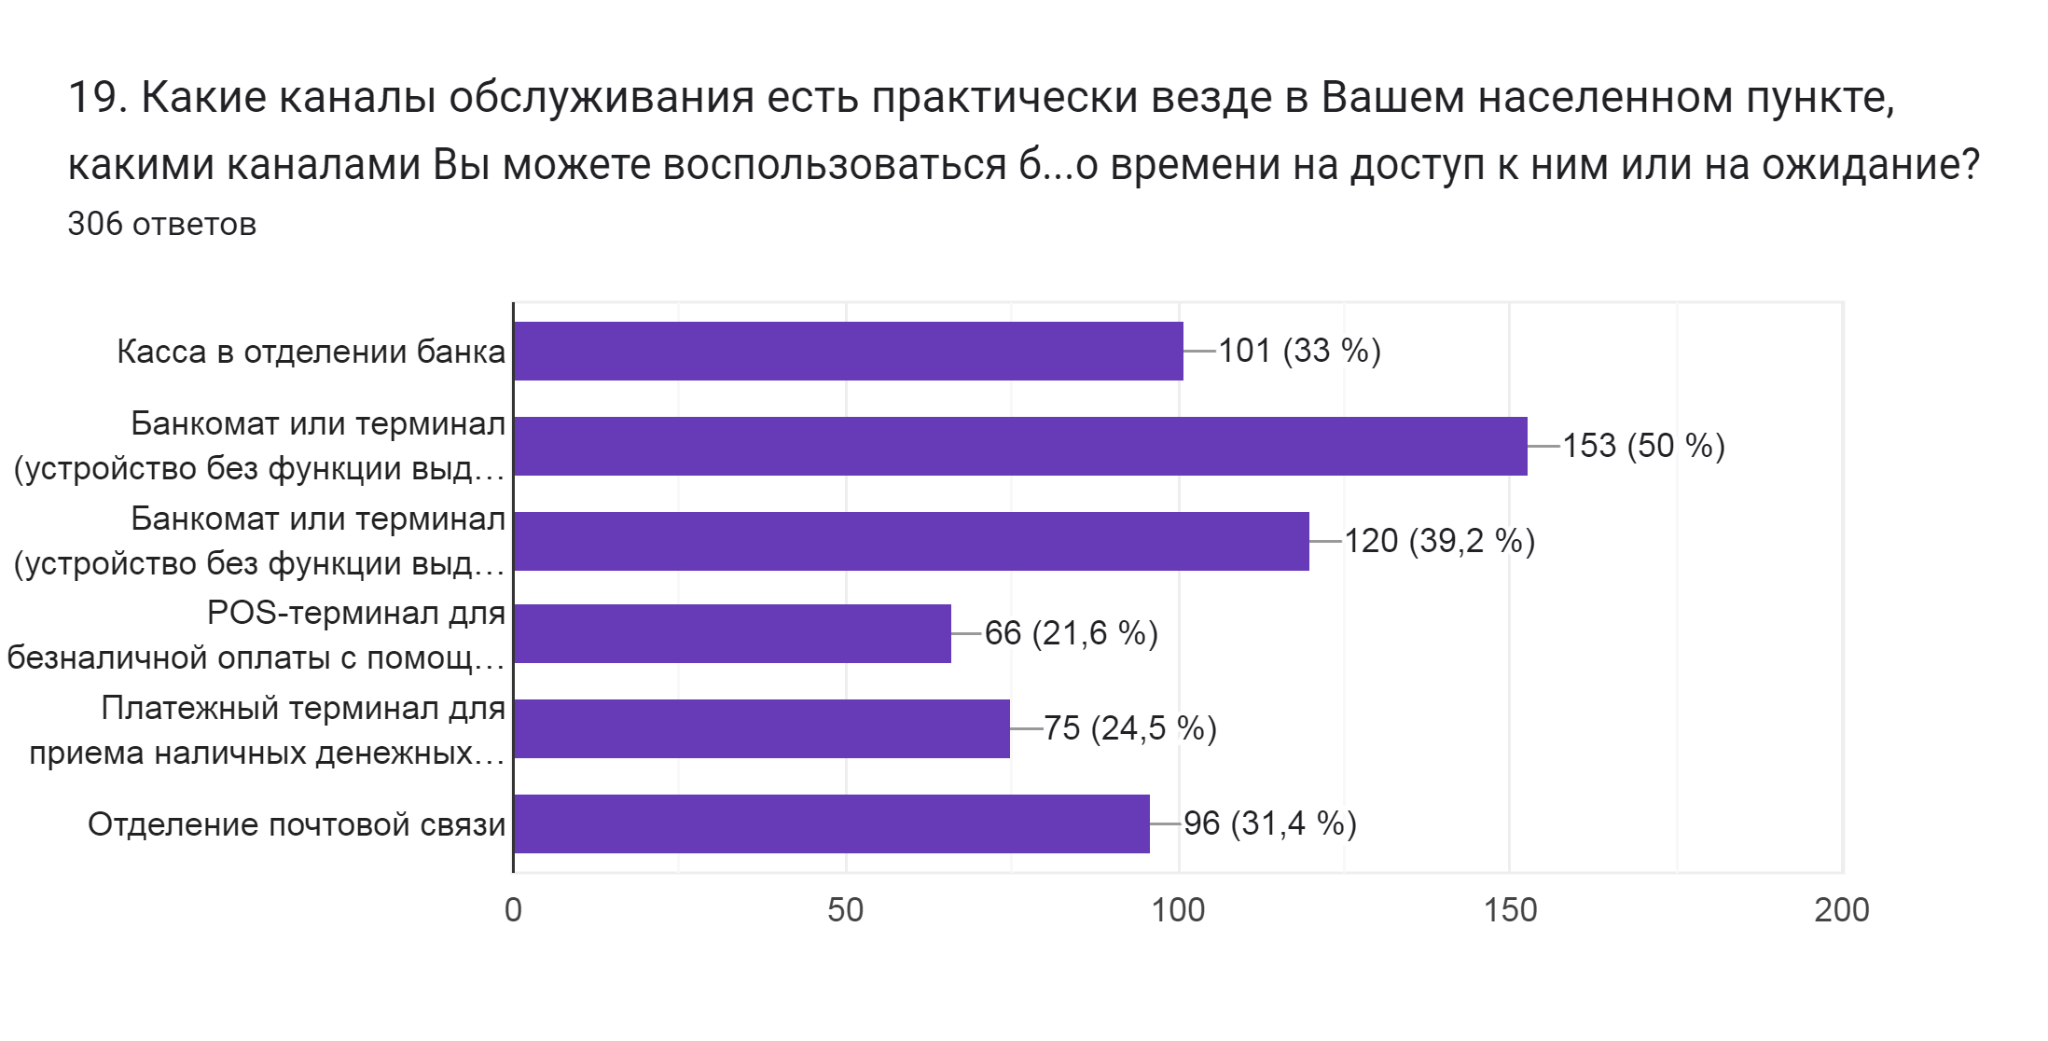 19. Какие каналы обслуживания есть практически везде в Вашем населенном пункте,
какими каналами Вы можете воспользоваться б...о времени на доступ к ним или на ожидание?
306 ответов
Касса в отделении банка
101 (33 %)
Банкомат или терминал
(устройство без функции выд…
153 (50 %)
Банкомат или терминал
(устройство без функции выд…
120 (39,2 %)
POS-терминал для
безналичной оплаты с помощ…
66 (21,6 %)
Платежный терминал для
приема наличных денежных…
75 (24,5 %)
Отделение почтовой связи
96 (31,4 %)
0 50 100 150 200